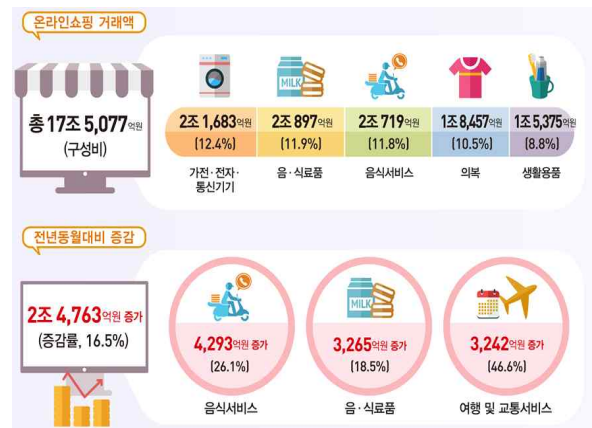 온라인쇼핑 거래액
총 17조 5,077억원
(구성비)
MILK
2조 1,683억원
(12.4%)
가전·전자·
통신기기
2조 897억원
(11.9%)
음·식료품
2조 719억원
(11.8%)
음식서비스
1조 8,457억원
(10.5%)
의복
1조 5,375억원
(8.8%)
생활용품
전년동월대비 증감
2조 4,763억원 증가
(증감률, 16.5%)
4,293억원 증가
(26.1%)
음식서비스
MILK
3,265억원 증가
(18.5%)
음·식료품
3,242억원 증가
(46.6%)
여행 및 교통서비스